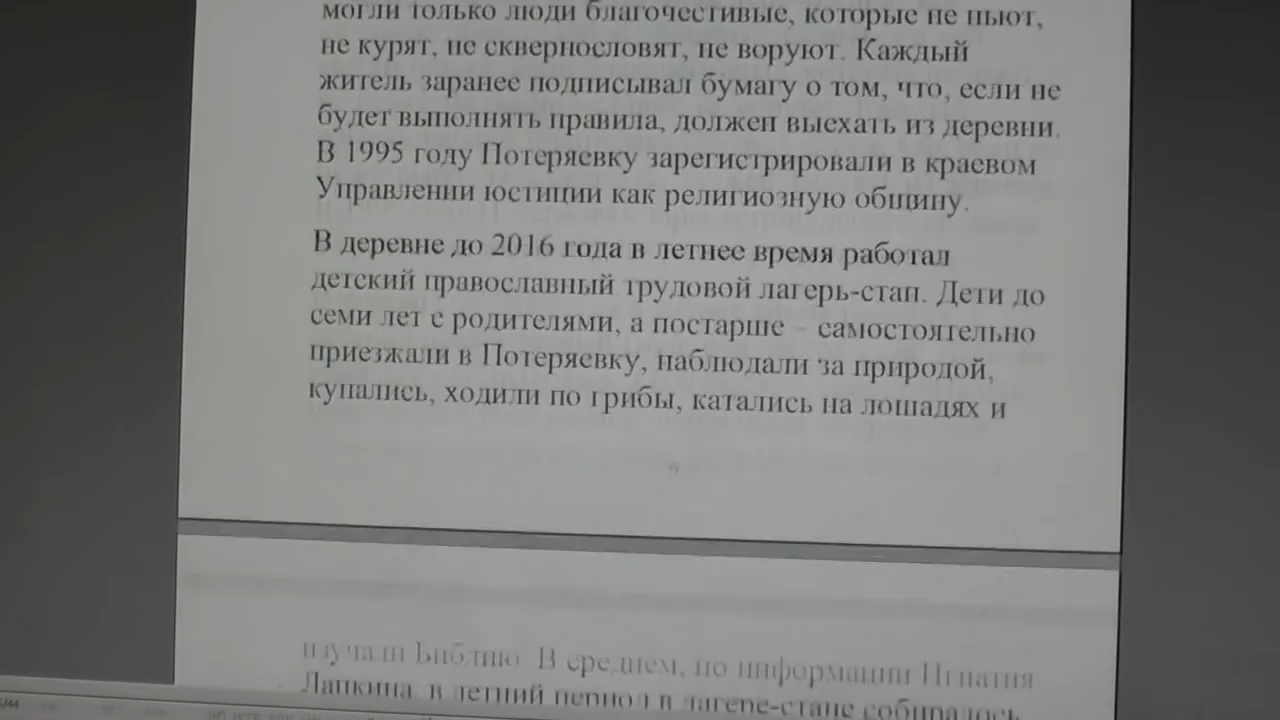 могли только люди благочестивые, которые не пьют,
не курят, не сквернословят, не воруют. Каждый
житель заранее подписывал бумагу о том, что, если не
будет выполнять правила, должен выехать из деревни.
В 1995 году Потеряевку зарегистрировали в краевом
Управлении юстиции как религиозную общину.
В деревне до 2016 года в летнее время работал
детский православный трудовой лагерь-стан. Дети до
семи лет с родителями, а постарше – самостоятельно
приезжали в Потеряевку, наблюдали за природой,
купались, ходили по грибы, катались на лошадях и
изучали Библию. В среднем, по информации Игнатия
Лапкина, в летний период в лагере-стане собиралось